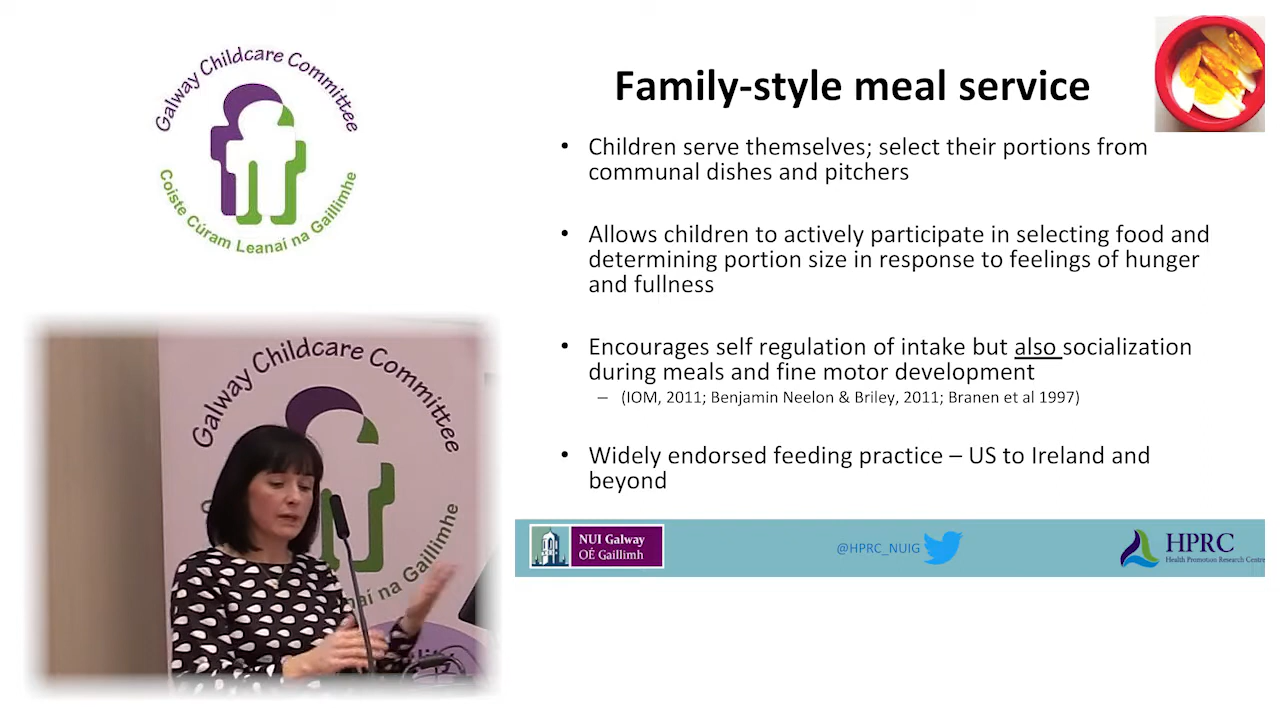 Galway Childcare Committee
Coiste Cúram Leanaí na Gaillimhe
Family-style meal service
• Children serve themselves; select their portions from
communal dishes and pitchers
• Allows children to actively participate in selecting food and
determining portion size in response to feelings of hunger
and fullness
• Encourages self regulation of intake but also socialization
during meals and fine motor development
– (IOM, 2011; Benjamin Neelon & Briley, 2011; Branen et al 1997)
• Widely endorsed feeding practice – US to Ireland and
beyond
NUI Galway
OÉ Gaillimh
@HPRC_NUIG
HPRC
Health Promotion Research Centre
Galway Childcare Committee
na Gaillimhe